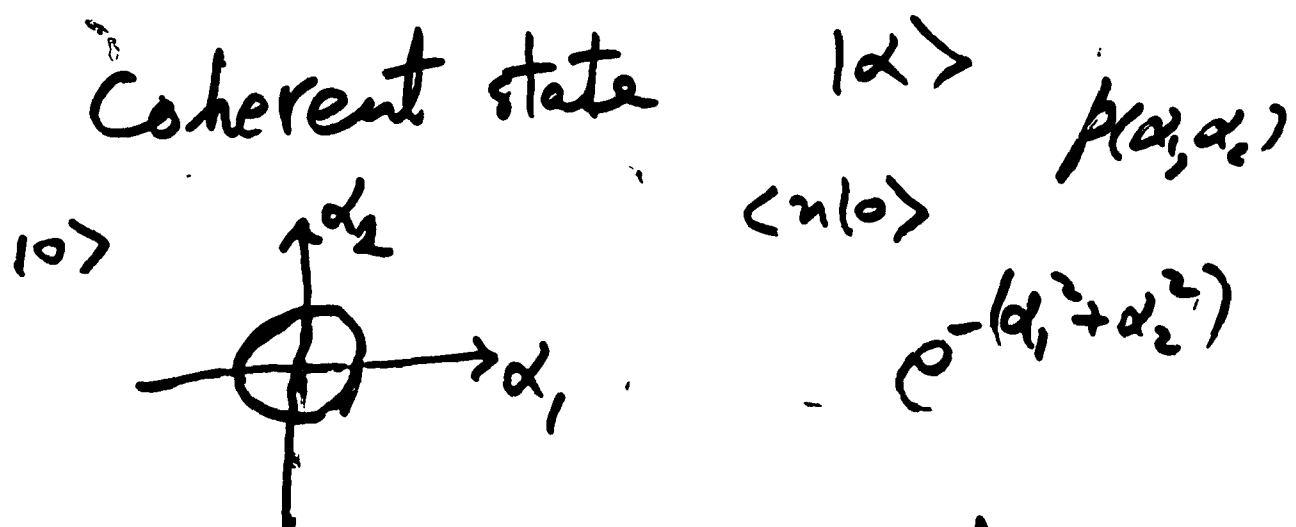 Coherent state |α>
p(α₁, α₂)
<n|0>
|0>
α₂
e^-(α₁²+α₂²)
α₁